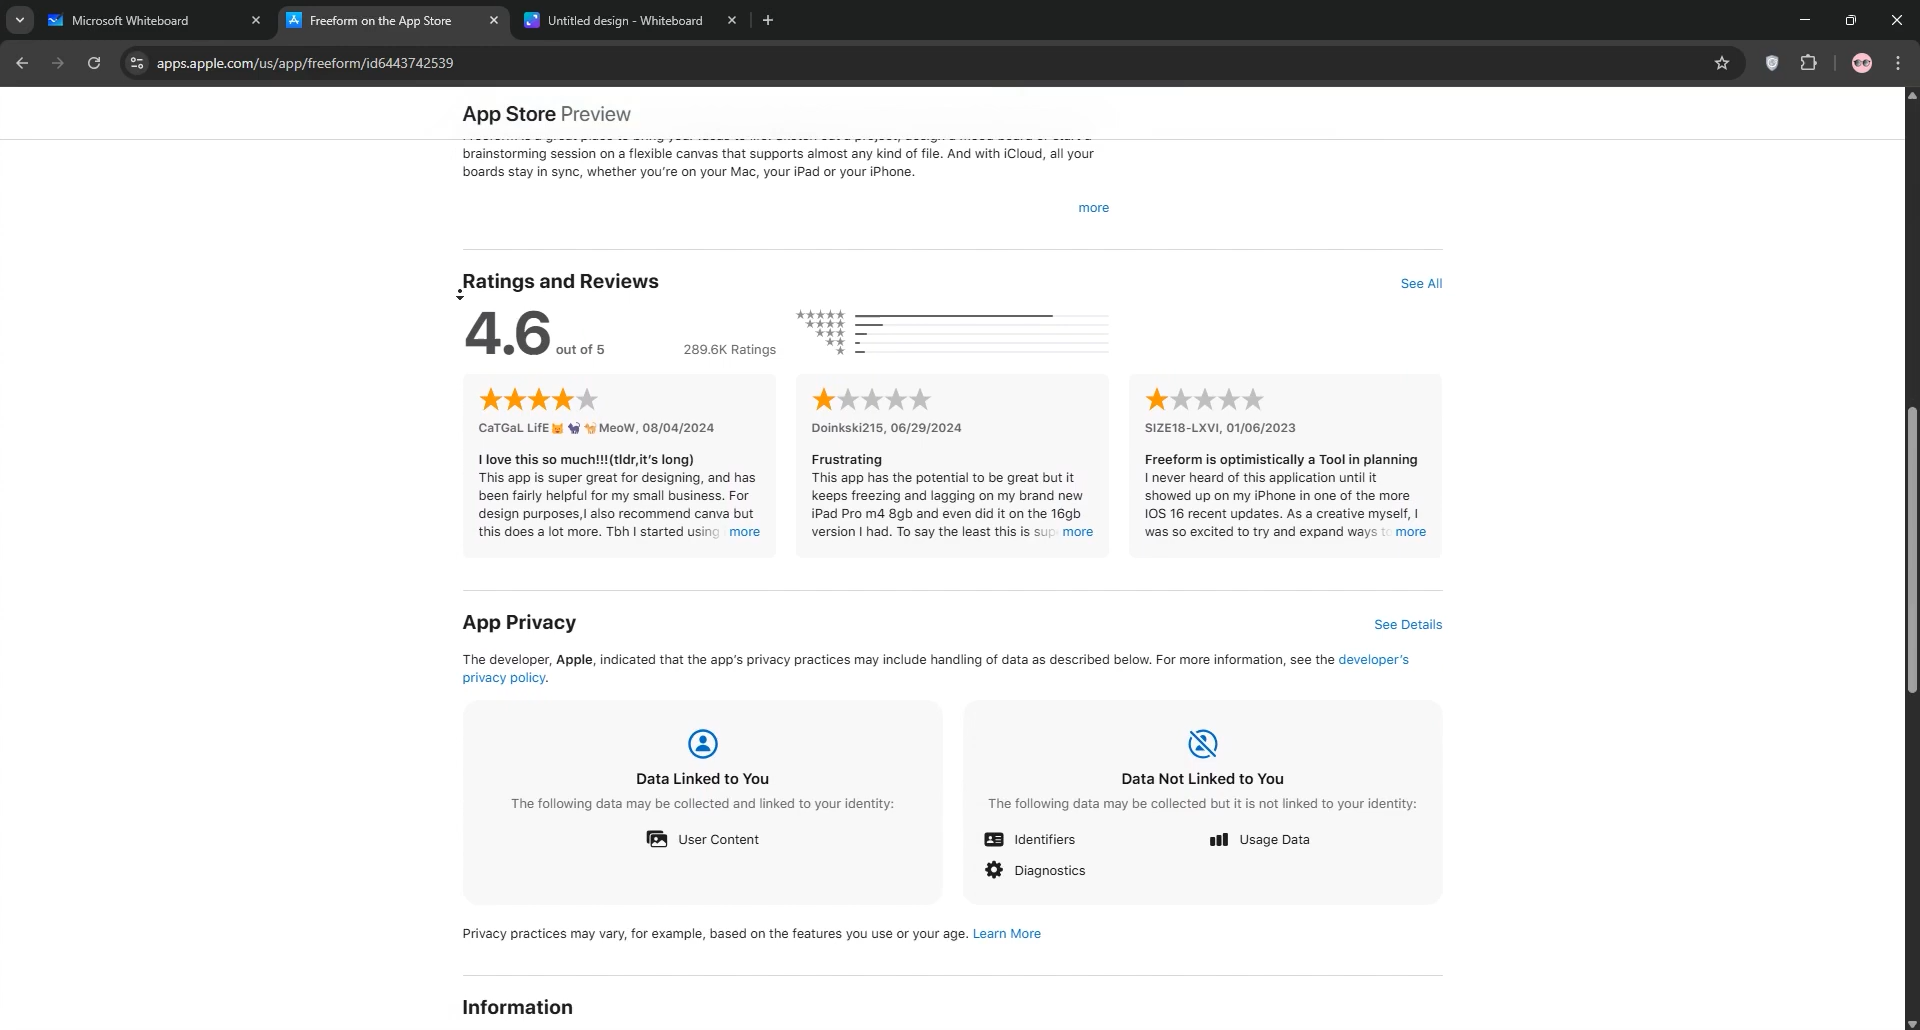 Microsoft Whiteboard
Freeform on the App Store
Untitled design - Whiteboard
apps.apple.com/us/app/freeform/id6443742539
App Store Preview
brainstorming session on a flexible canvas that supports almost any kind of file. And with iCloud, all your
boards stay in sync, whether you're on your Mac, your iPad or your iPhone.
more
Ratings and Reviews
See All
4.6 out of 5
289.6K Ratings
CaTGaL LifE🐱🐈‍⬛🐈MeoW, 08/04/2024
I love this so much!!!(tldr,it's long)
This app is super great for designing, and has
been fairly helpful for my small business. For
design purposes,I also recommend canva but
this does a lot more. Tbh I started using more
Doinkski215, 06/29/2024
Frustrating
This app has the potential to be great but it
keeps freezing and lagging on my brand new
iPad Pro m4 8gb and even did it on the 16gb
version I had. To say the least this is sup more
SIZE18-LXVI, 01/06/2023
Freeform is optimistically a Tool in planning
I never heard of this application until it
showed up on my iPhone in one of the more
IOS 16 recent updates. As a creative myself, I
was so excited to try and expand ways to more
App Privacy
See Details
The developer, Apple, indicated that the app's privacy practices may include handling of data as described below. For more information, see the developer's
privacy policy.
Data Linked to You
The following data may be collected and linked to your identity:
User Content
Data Not Linked to You
The following data may be collected but it is not linked to your identity:
Identifiers
Usage Data
Diagnostics
Privacy practices may vary, for example, based on the features you use or your age. Learn More
Information